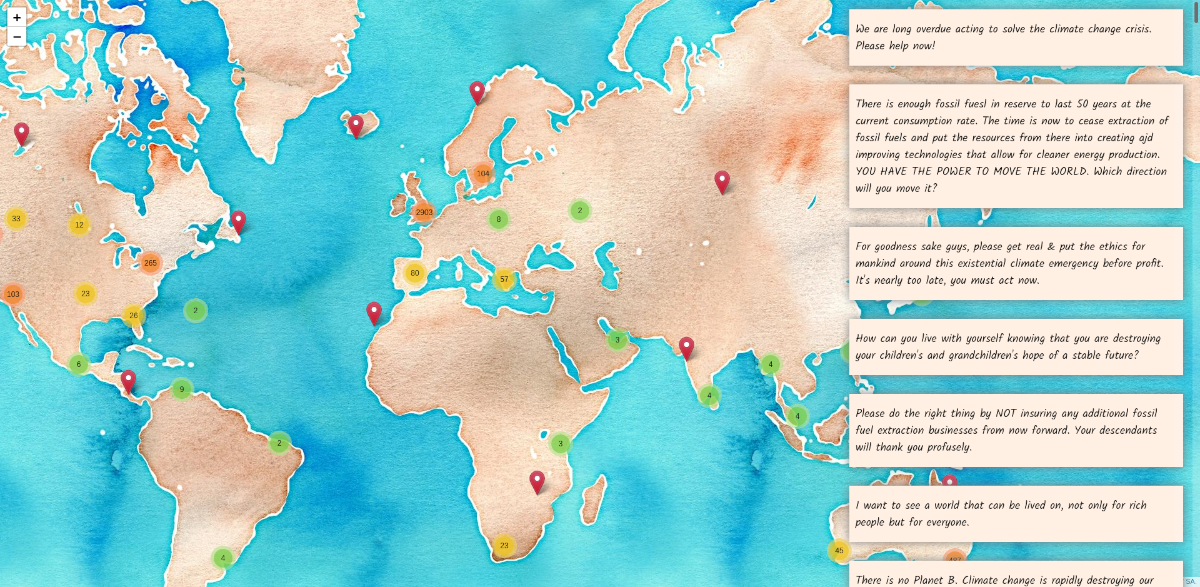 +
−
33
12
265
103
23
26
2
6
9
2
4
104
2903
8
2
80
57
3
3
23
4
4
4
45
We are long overdue acting to solve the climate change crisis.
Please help now!
There is enough fossil fuesl in reserve to last 50 years at the
current consumption rate. The time is now to cease extraction of
fossil fuels and put the resources from there into creating ajd
improving technologies that allow for cleaner energy production.
YOU HAVE THE POWER TO MOVE THE WORLD. Which direction
will you move it?
For goodness sake guys, please get real & put the ethics for
mankind around this existential climate emergency before profit.
It's nearly too late, you must act now.
How can you live with yourself knowing that you are destroying
your children's and grandchildren's hope of a stable future?
Please do the right thing by NOT insuring any additional fossil
fuel extraction businesses from now forward. Your descendants
will thank you profusely.
I want to see a world that can be lived on, not only for rich
people but for everyone.
There is no Planet B. Climate change is rapidly destroying our